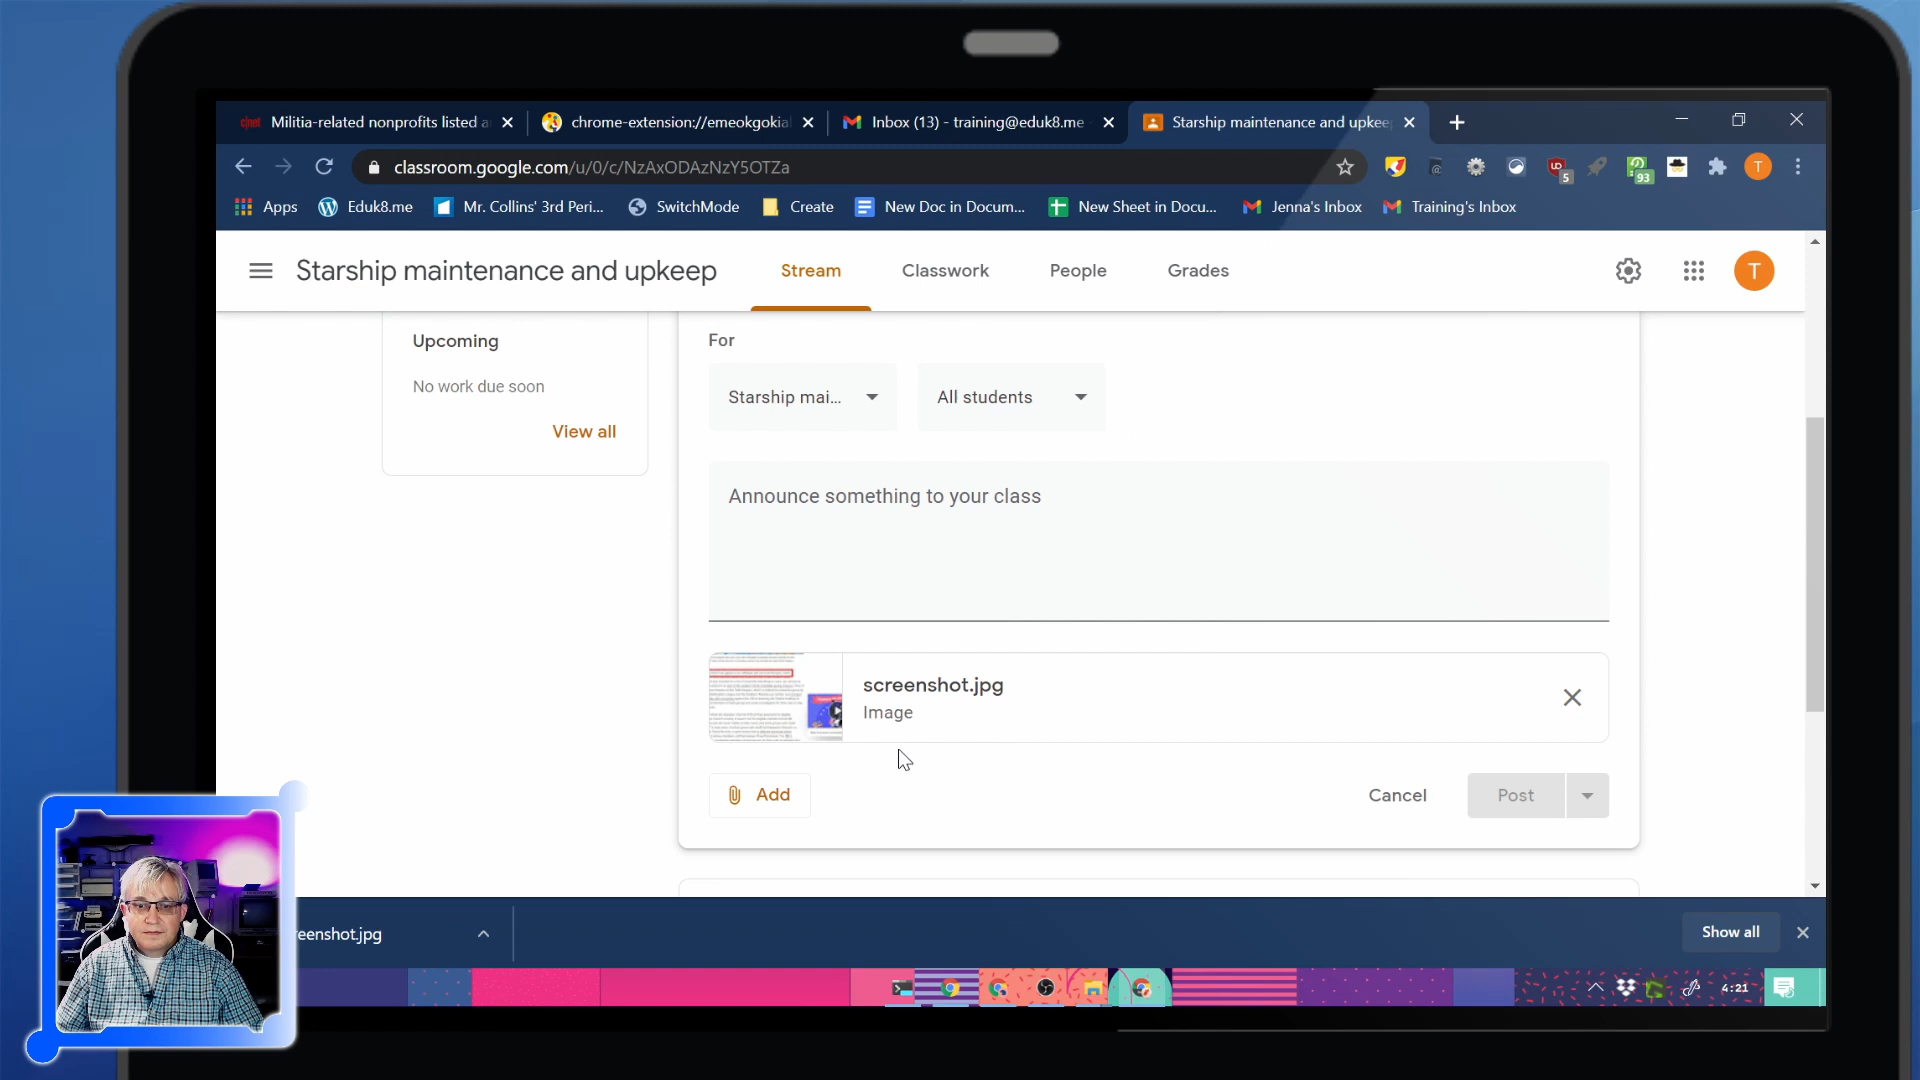 Militia-related nonprofits listed a
chrome-extension://emeokgokial
Inbox (13) - training@eduk8.me
Starship maintenance and upkee
classroom.google.com/u/0/c/NzAxODAzNzY5OTZa
5
93
T
Apps
Eduk8.me
Mr. Collins' 3rd Peri...
SwitchMode
Create
New Doc in Docum...
New Sheet in Docu...
Jenna's Inbox
Training's Inbox
Starship maintenance and upkeep
Stream
Classwork
People
Grades
T
Upcoming
No work due soon
View all
For
Starship mai...
All students
Announce something to your class
screenshot.jpg
Image
Add
Cancel
Post
eenshot.jpg
Show all
4:21